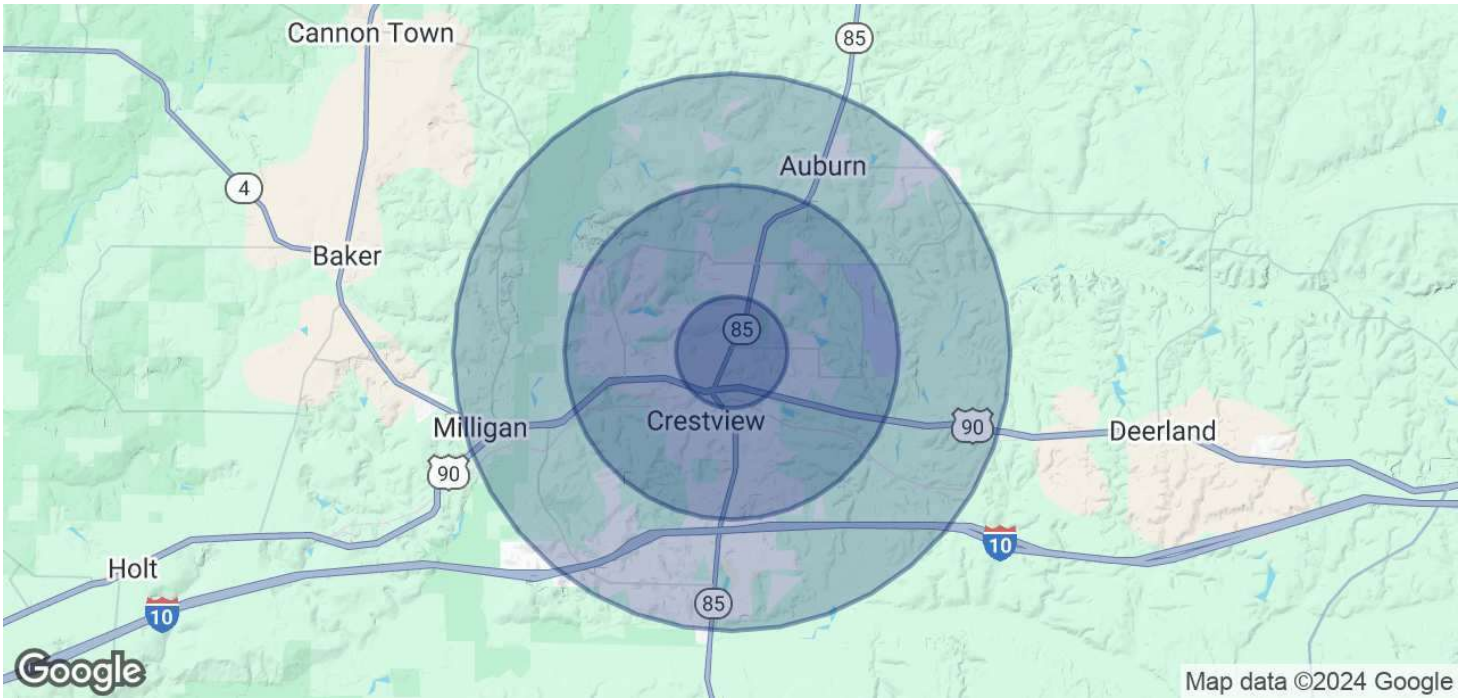 Cannon Town
85
Auburn
4
Baker
85
Milligan
Crestview
90
Deerland
90
10
Holt
10
85
Google
Map data ©2024 Google